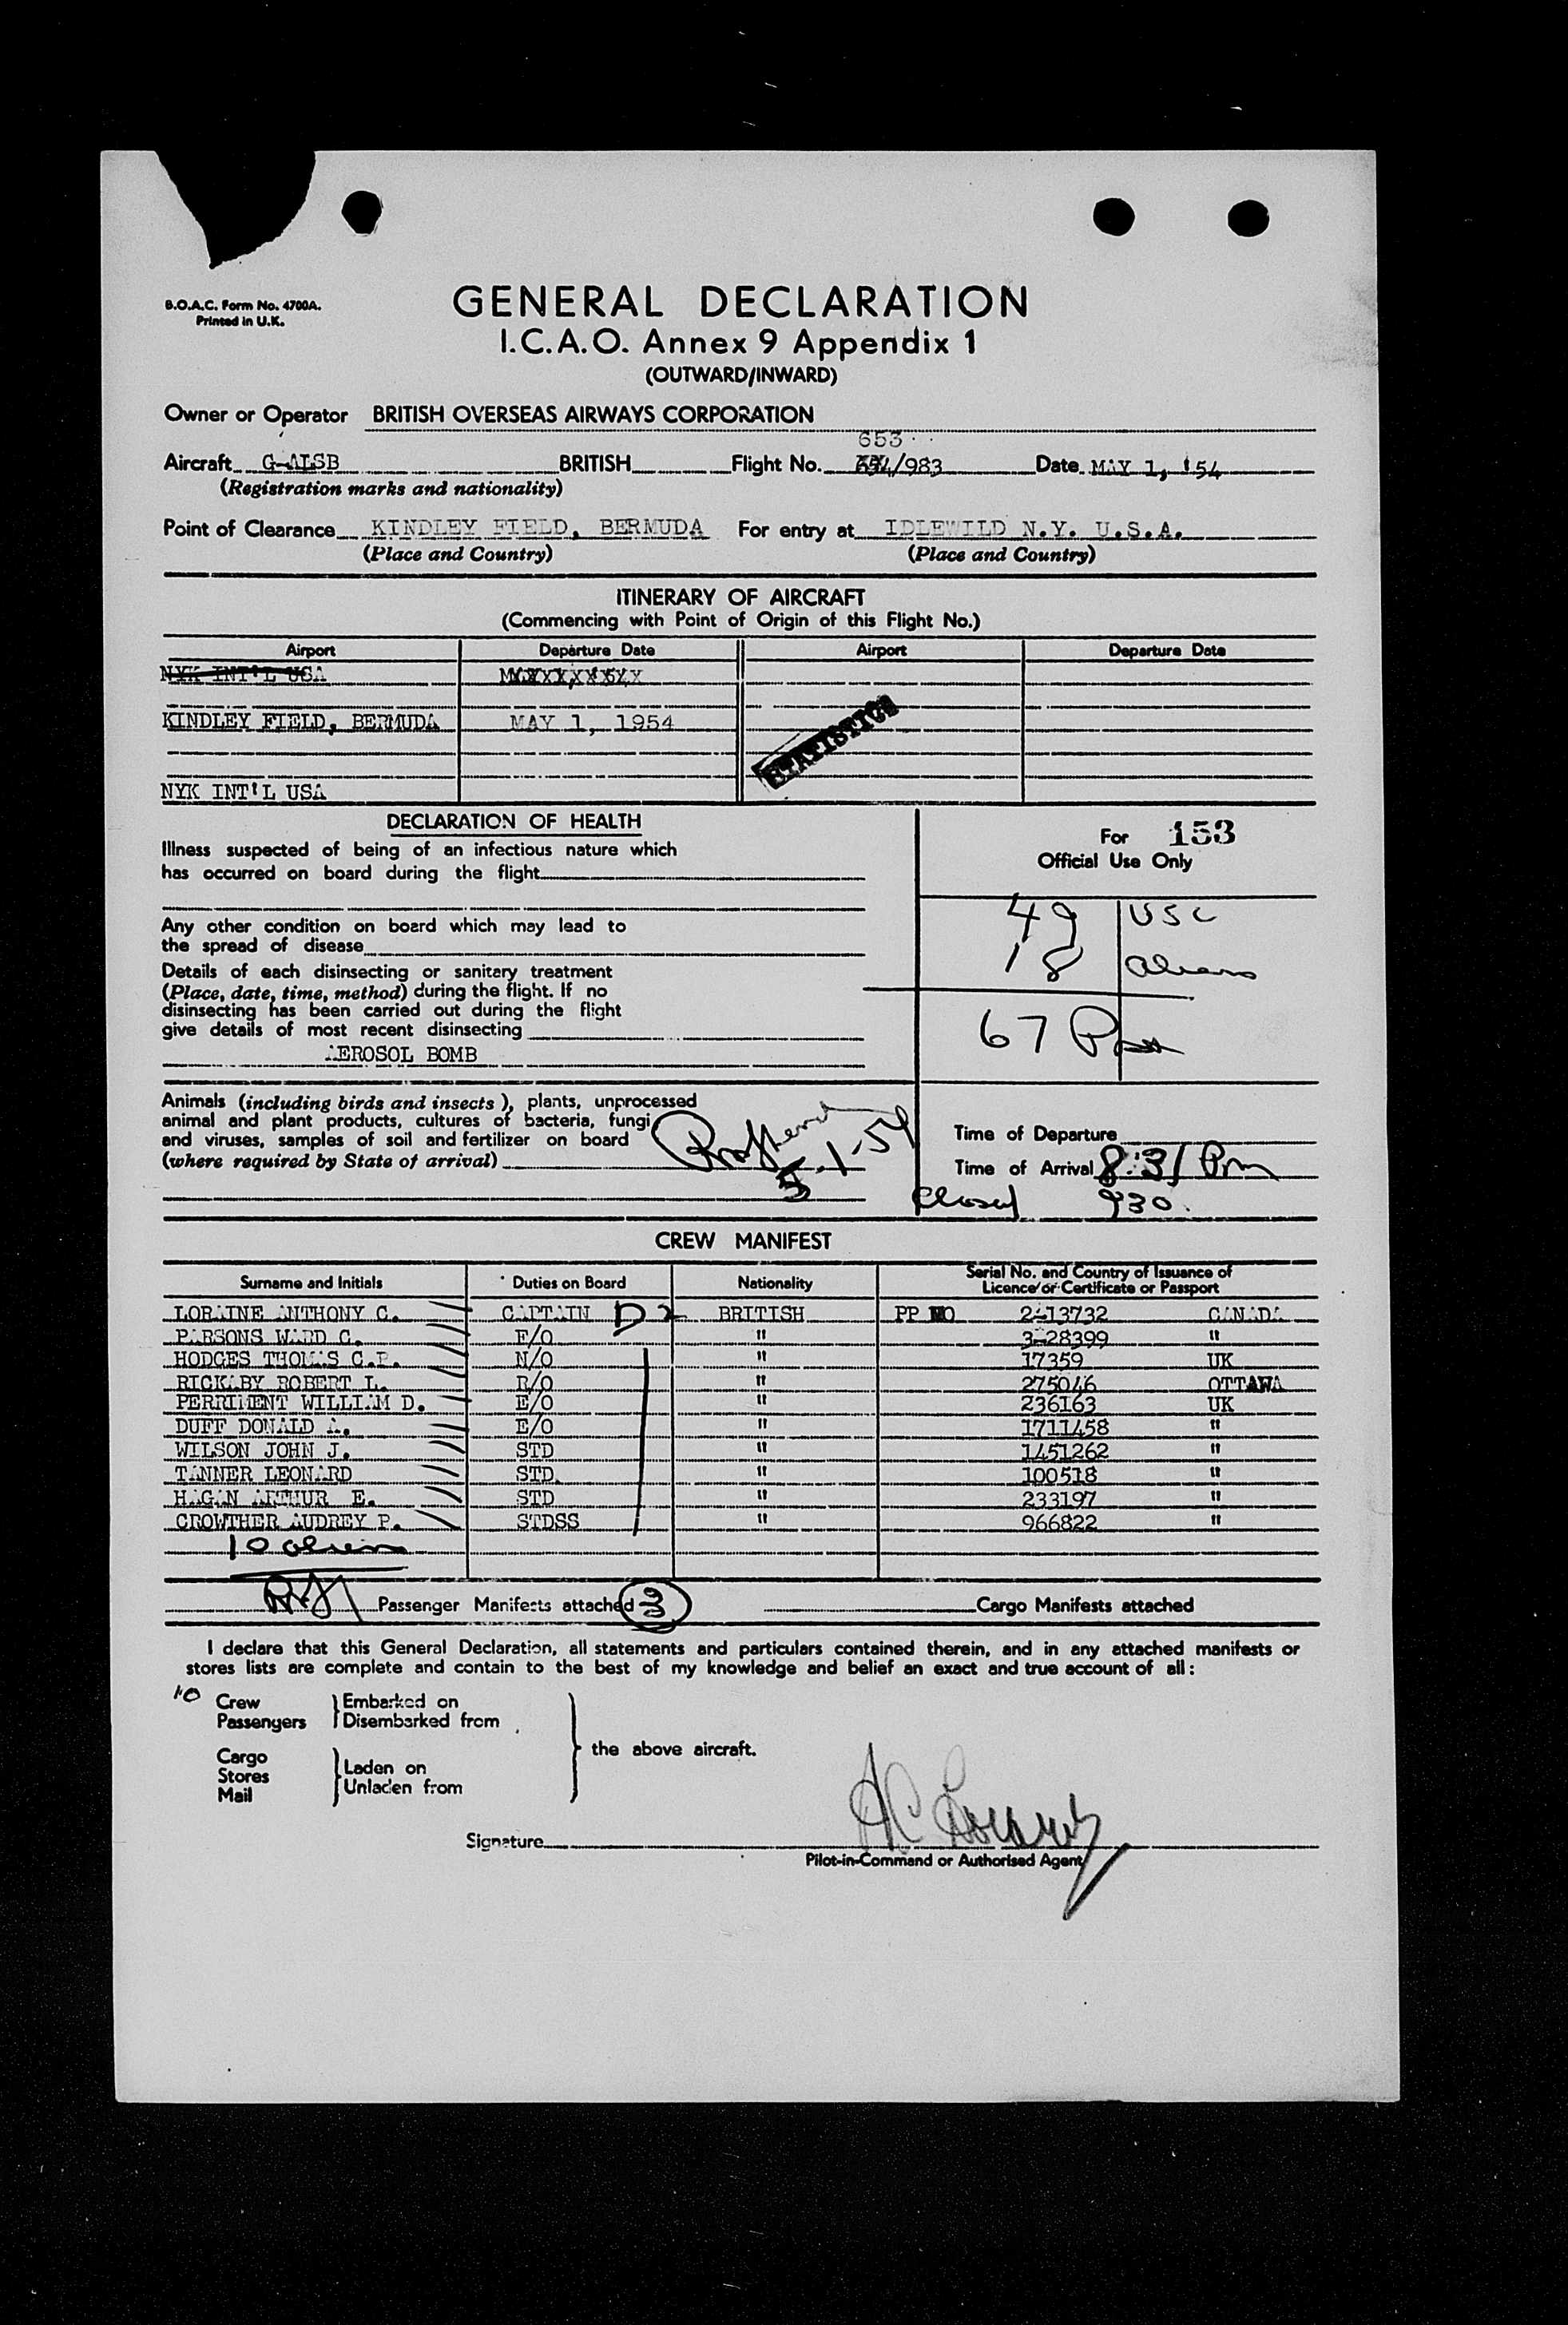 B.O.A.C. Form No. 4700A.
Printed in U.K.
GENERAL DECLARATION
I.C.A.O. Annex 9 Appendix 1
(OUTWARD/INWARD)
Owner or Operator BRITISH OVERSEAS AIRWAYS CORPORATION
653
Aircraft G-ALSB BRITISH Flight No. /983 Date MAY 1, '54
(Registration marks and nationality)
Point of Clearance KINDLEY FIELD, BERMUDA For entry at IDLEWILD N.Y. U.S.A.
(Place and Country) (Place and Country)
ITINERARY OF AIRCRAFT
(Commencing with Point of Origin of this Flight No.)
Airport Departure Date Airport Departure Date
NYK INT'L USA
KINDLEY FIELD, BERMUDA MAY 1, 1954
STATISTICS
NYK INT'L USA
DECLARATION OF HEALTH
For 153
Official Use Only
Illness suspected of being of an infectious nature which
has occurred on board during the flight
49 USC
Any other condition on board which may lead to
the spread of disease
18 aliens
Details of each disinsecting or sanitary treatment
(Place, date, time, method) during the flight. If no
disinsecting has been carried out during the flight
give details of most recent disinsecting
67 Pass
AEROSOL BOMB
Animals (including birds and insects), plants, unprocessed
animal and plant products, cultures of bacteria, fungi
and viruses, samples of soil and fertilizer on board
(where required by State of arrival)
5-1-54
Time of Departure
Time of Arrival 8:31 Pm
Closed 930.
CREW MANIFEST
Surname and Initials Duties on Board Nationality Serial No. and Country of Issuance of Licence or Certificate or Passport
LORAINE ANTHONY C. CAPTAIN D2 BRITISH PP NO 2-13732 CANADA
PARSONS WARD C. F/O " 3-28399 "
HODGES THOMAS C.P. N/O " 17359 UK
RICKABY ROBERT L. R/O " 275046 OTTAWA
PERRIMENT WILLIAM D. E/O " 236163 UK
DUFF DONALD A. E/O " 1711458 "
WILSON JOHN J. STD " 1451262 "
TANNER LEONARD STD. " 100518 "
HAGAN ARTHUR E. STD " 233197 "
CROWTHER AUDREY P. STDSS " 966822 "
10 aliens
Passenger Manifests attached 3 Cargo Manifests attached
I declare that this General Declaration, all statements and particulars contained therein, and in any attached manifests or
stores lists are complete and contain to the best of my knowledge and belief an exact and true account of all:
10 Crew Embarked on
Passengers Disembarked from
the above aircraft.
Cargo
Stores Laden on
Mail Unladen from
Signature AC Loraine
Pilot-in-Command or Authorised Agent